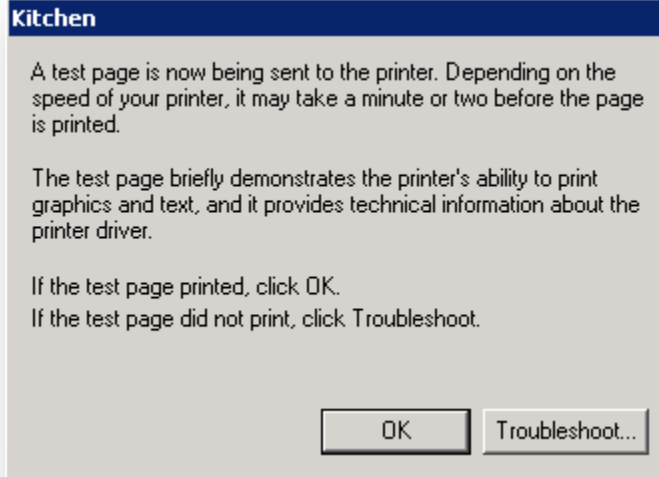 Kitchen
A test page is now being sent to the printer. Depending on the
speed of your printer, it may take a minute or two before the page
is printed.
The test page briefly demonstrates the printer's ability to print
graphics and text, and it provides technical information about the
printer driver.
If the test page printed, click OK.
If the test page did not print, click Troubleshoot.
OK
Troubleshoot...